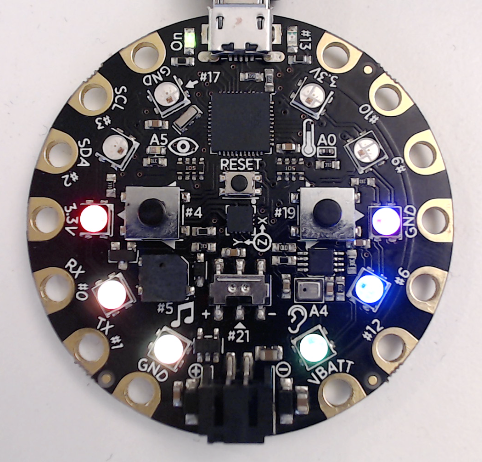 On
#13
GND
#17
3.3V
SCL
#10
#3
A5
A0
SDA
RESET
#9
#2
3.3V
#4
#19
X
GND
Y
Z
RX
#6
#0
#5
+
-
A4
TX
#1
#21
#12
GND
+
-
VBATT